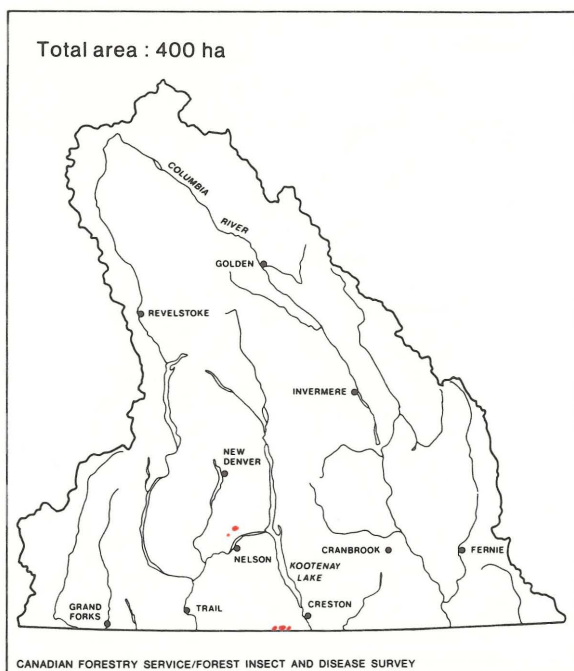 Total area : 400 ha
COLUMBIA
RIVER
GOLDEN
REVELSTOKE
INVERMERE
NEW
DENVER
NELSON
KOOTENAY
LAKE
CRANBROOK
FERNIE
GRAND
FORKS
TRAIL
CRESTON
CANADIAN FORESTRY SERVICE/FOREST INSECT AND DISEASE SURVEY